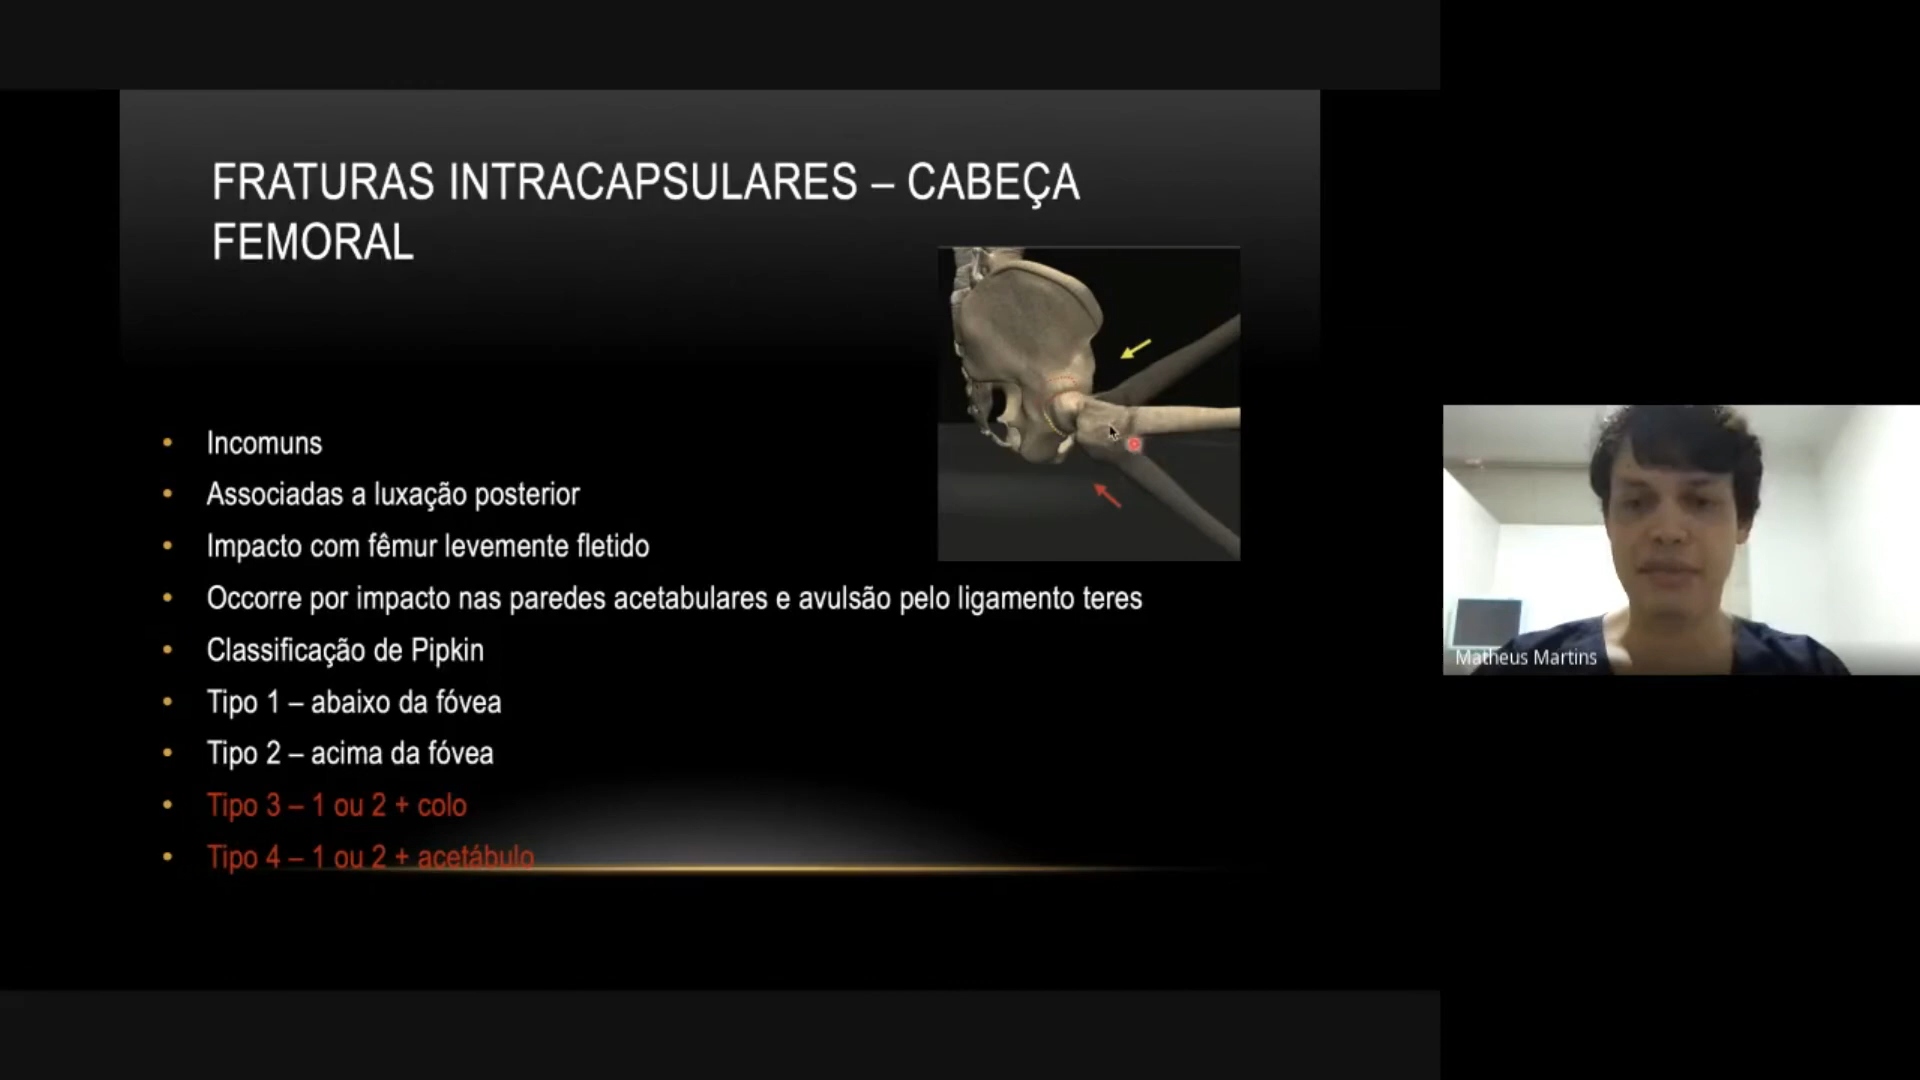 FRATURAS INTRACAPSULARES – CABEÇA
FEMORAL
• Incomuns
• Associadas a luxação posterior
• Impacto com fêmur levemente fletido
• Occorre por impacto nas paredes acetabulares e avulsão pelo ligamento teres
• Classificação de Pipkin
• Tipo 1 – abaixo da fóvea
• Tipo 2 – acima da fóvea
• Tipo 3 – 1 ou 2 + colo
• Tipo 4 – 1 ou 2 + acetábulo
Matheus Martins